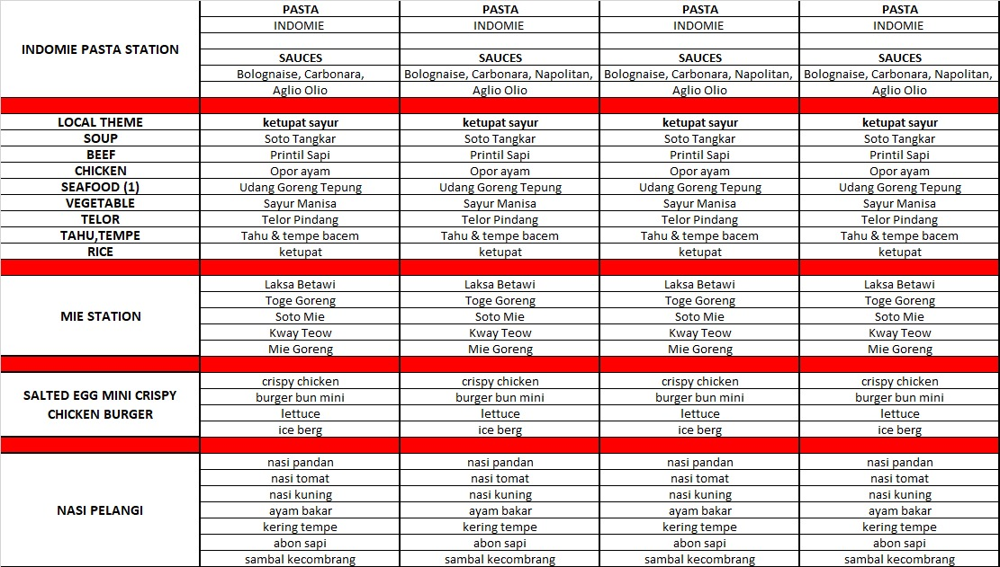 PASTA PASTA PASTA PASTA
INDOMIE INDOMIE INDOMIE INDOMIE
INDOMIE PASTA STATION
SAUCES SAUCES SAUCES SAUCES
Bolognaise, Carbonara, Bolognaise, Carbonara, Napolitan, Bolognaise, Carbonara, Napolitan, Bolognaise, Carbonara, Napolitan,
Aglio Olio Aglio Olio Aglio Olio Aglio Olio
LOCAL THEME ketupat sayur ketupat sayur ketupat sayur ketupat sayur
SOUP Soto Tangkar Soto Tangkar Soto Tangkar Soto Tangkar
BEEF Printil Sapi Printil Sapi Printil Sapi Printil Sapi
CHICKEN Opor ayam Opor ayam Opor ayam Opor ayam
SEAFOOD (1) Udang Goreng Tepung Udang Goreng Tepung Udang Goreng Tepung Udang Goreng Tepung
VEGETABLE Sayur Manisa Sayur Manisa Sayur Manisa Sayur Manisa
TELOR Telor Pindang Telor Pindang Telor Pindang Telor Pindang
TAHU,TEMPE Tahu & tempe bacem Tahu & tempe bacem Tahu & tempe bacem Tahu & tempe bacem
RICE ketupat ketupat ketupat ketupat
Laksa Betawi Laksa Betawi Laksa Betawi Laksa Betawi
Toge Goreng Toge Goreng Toge Goreng Toge Goreng
MIE STATION Soto Mie Soto Mie Soto Mie Soto Mie
Kway Teow Kway Teow Kway Teow Kway Teow
Mie Goreng Mie Goreng Mie Goreng Mie Goreng
crispy chicken crispy chicken crispy chicken crispy chicken
SALTED EGG MINI CRISPY burger bun mini burger bun mini burger bun mini burger bun mini
CHICKEN BURGER lettuce lettuce lettuce lettuce
ice berg ice berg ice berg ice berg
nasi pandan nasi pandan nasi pandan nasi pandan
nasi tomat nasi tomat nasi tomat nasi tomat
nasi kuning nasi kuning nasi kuning nasi kuning
NASI PELANGI ayam bakar ayam bakar ayam bakar ayam bakar
kering tempe kering tempe kering tempe kering tempe
abon sapi abon sapi abon sapi abon sapi
sambal kecombrang sambal kecombrang sambal kecombrang sambal kecombrang